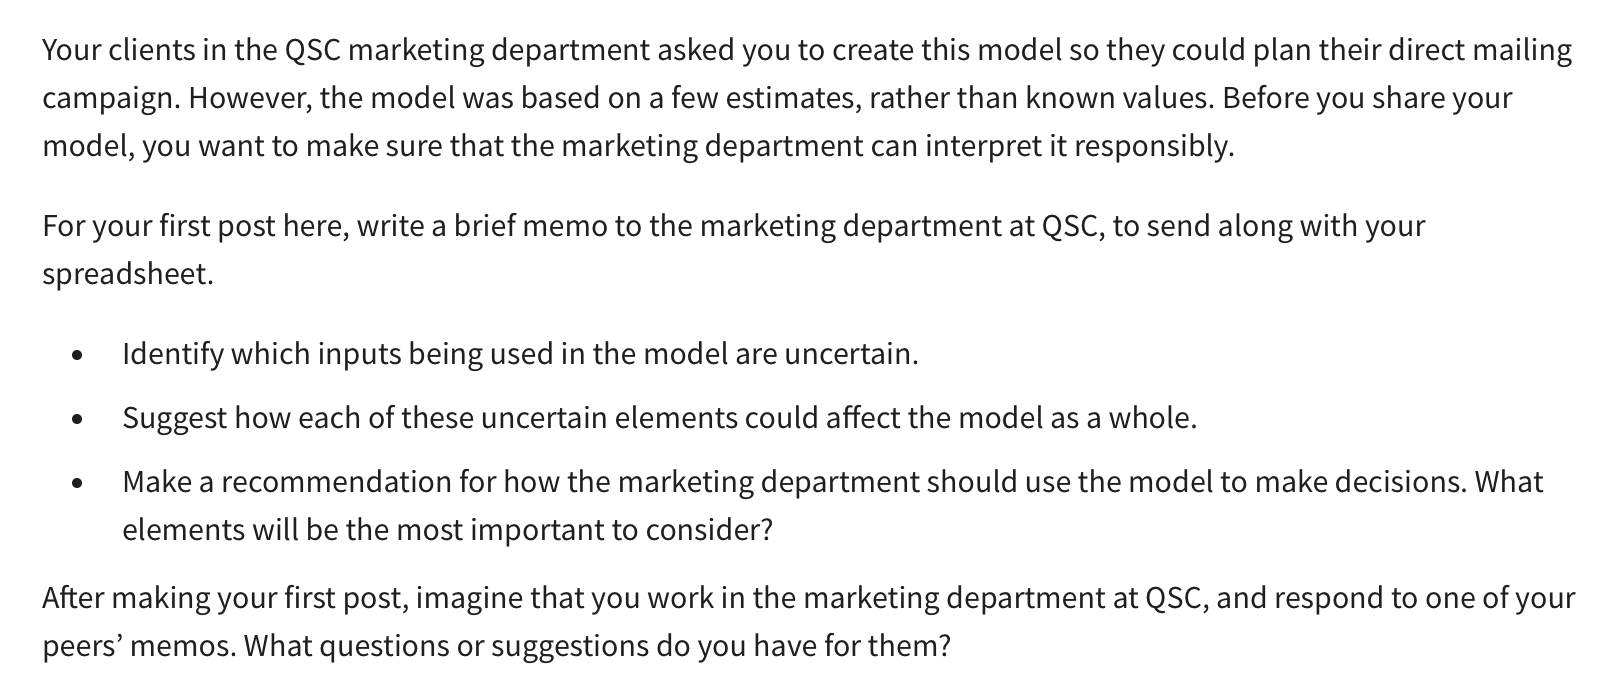 Your clients in the QSC marketing department asked you to create this model so they could plan their direct mailing
campaign. However, the model was based on a few estimates, rather than known values. Before you share your
model, you want to make sure that the marketing department can interpret it responsibly.
For your first post here, write a brief memo to the marketing department at QSC, to send along with your
spreadsheet.
• Identify which inputs being used in the model are uncertain.
• Suggest how each of these uncertain elements could affect the model as a whole.
• Make a recommendation for how the marketing department should use the model to make decisions. What
elements will be the most important to consider?
After making your first post, imagine that you work in the marketing department at QSC, and respond to one of your
peers’ memos. What questions or suggestions do you have for them?